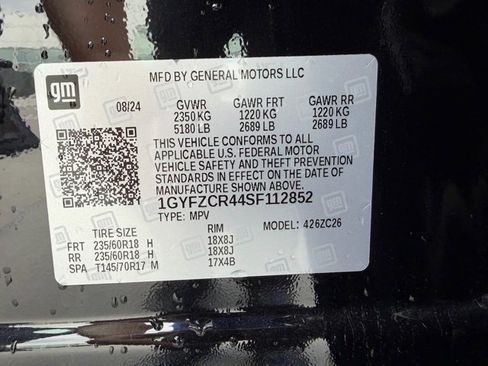 gm
MFD BY GENERAL MOTORS LLC
08/24 GVWR GAWR FRT GAWR RR
2350 KG 1220 KG 1220 KG
5180 LB 2689 LB 2689 LB
THIS VEHICLE CONFORMS TO ALL
APPLICABLE U.S. FEDERAL MOTOR
VEHICLE SAFETY AND THEFT PREVENTION
STANDARDS IN EFFECT ON THE DATE OF
MANUFACTURE SHOWN ABOVE.
1GYFZCR44SF112852
TYPE: MPV MODEL: 426ZC26
TIRE SIZE RIM
FRT 235/60R18 H 18X8J
RR 235/60R18 H 18X8J
SPA T145/70R17 M 17X4B